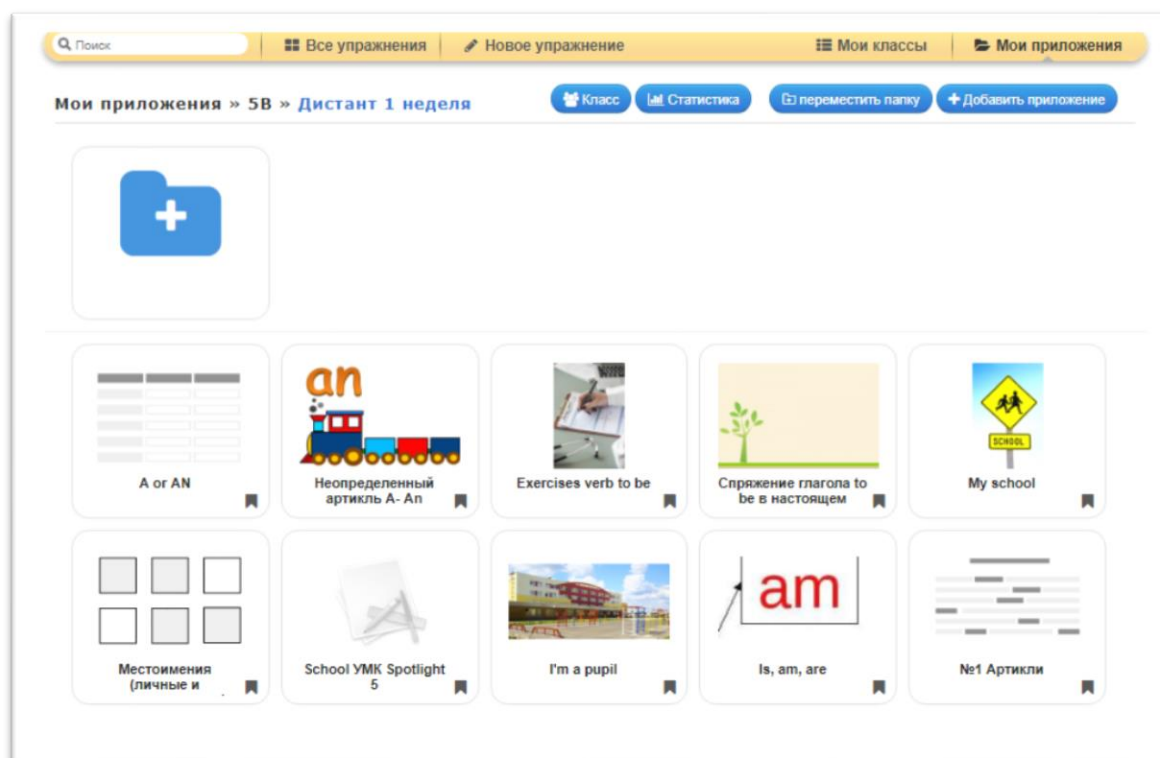 Поиск
Все упражнения
Новое упражнение
Мои классы
Мои приложения
Мои приложения » 5В » Дистант 1 неделя
Класс
Статистика
переместить папку
Добавить приложение
A or AN
an
Неопределенный
артикль A- An
Exercises verb to be
Спряжение глагола to
be в настоящем
SCHOOL
My school
Местоимения
(личные и
School УМК Spotlight
5
I'm a pupil
am
Is, am, are
№1 Артикли